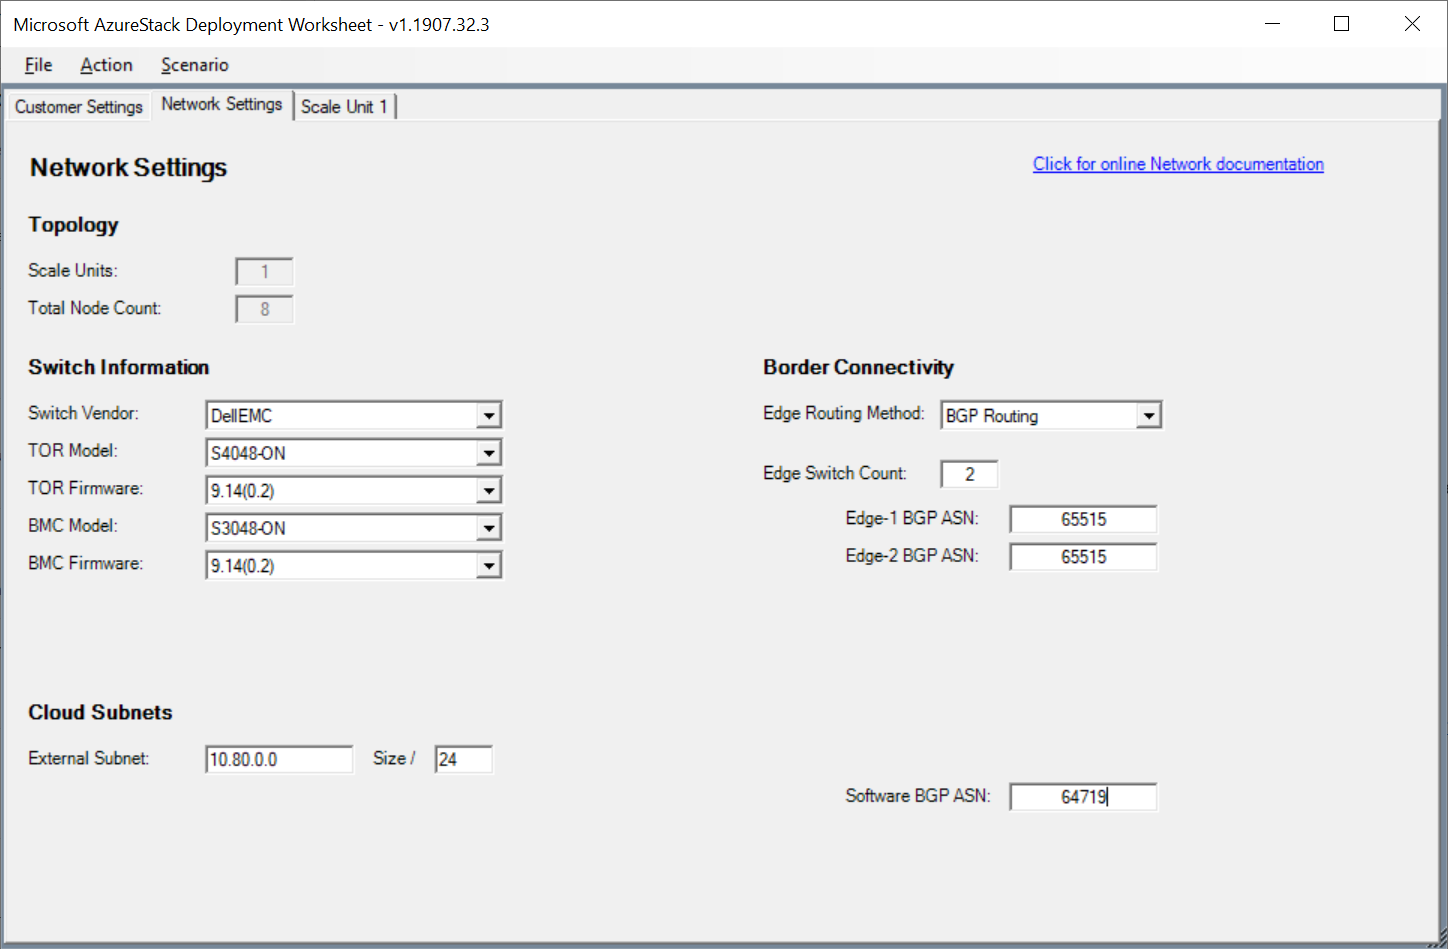 Microsoft AzureStack Deployment Worksheet - v1.1907.32.3
File Action Scenario
Customer Settings Network Settings Scale Unit 1
Network Settings
Click for online Network documentation
Topology
Scale Units: 1
Total Node Count: 8
Switch Information
Switch Vendor: DellEMC
TOR Model: S4048-ON
TOR Firmware: 9.14(0.2)
BMC Model: S3048-ON
BMC Firmware: 9.14(0.2)
Border Connectivity
Edge Routing Method: BGP Routing
Edge Switch Count: 2
Edge-1 BGP ASN: 65515
Edge-2 BGP ASN: 65515
Cloud Subnets
External Subnet: 10.80.0.0 Size / 24
Software BGP ASN: 64719